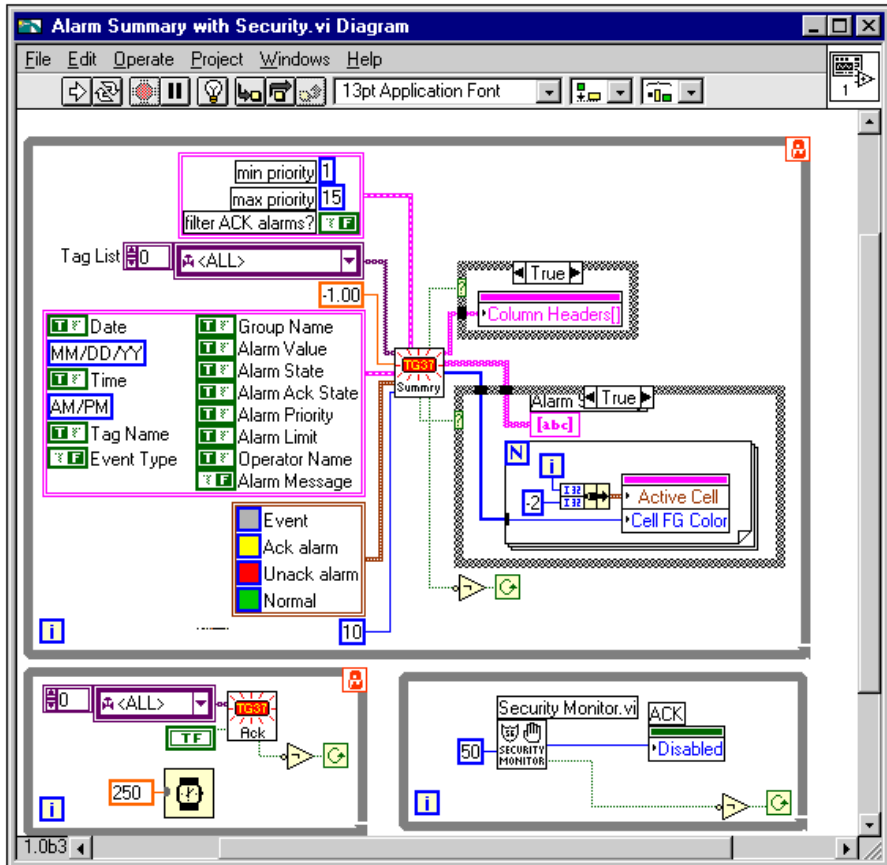 Alarm Summary with Security.vi Diagram
File Edit Operate Project Windows Help
13pt Application Font
1
min priority 1
max priority 15
filter ACK alarms? F
Tag List 0 <ALL>
-1.00
True
Column Headers[]
T Date
MM/DD/YY
T Time
AM/PM
T Tag Name
F Event Type
T Group Name
T Alarm Value
T Alarm State
T Alarm Ack State
T Alarm Priority
T Alarm Limit
T Operator Name
F Alarm Message
TG37
Summry
?
?
Alarm S
True
[abc]
N
i
-2
I32
I32
Active Cell
Cell FG Color
Event
Ack alarm
Unack alarm
Normal
i
10
0 <ALL>
TG37
Ack
TF
250
i
Security Monitor.vi
50
SECURITY
MONITOR
ACK
Disabled
i
1.0b3